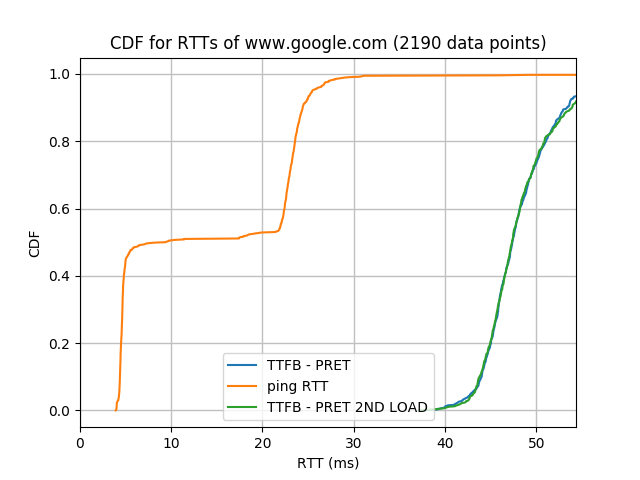 CDF for RTTs of www.google.com (2190 data points)
1.0
0.8
0.6
0.4
0.2
0.0
CDF
TTFB - PRET
ping RTT
TTFB - PRET 2ND LOAD
0 10 20 30 40 50
RTT (ms)